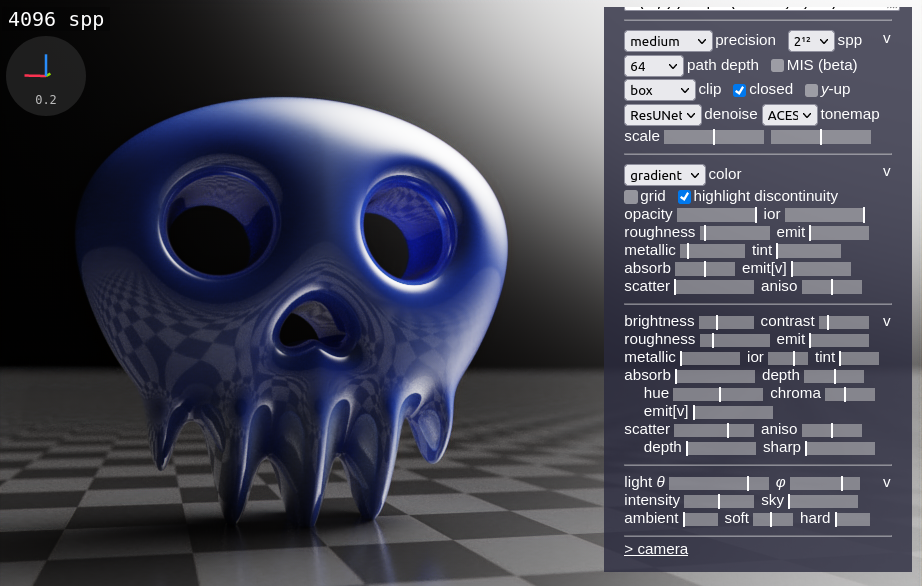 4096 spp
0.2
medium precision 2¹² spp v
64 path depth MIS (beta)
box clip closed y-up
ResUNet denoise ACES tonemap
scale
gradient color v
grid highlight discontinuity
opacity ior
roughness emit
metallic tint
absorb emit[v]
scatter aniso
brightness contrast v
roughness emit
metallic ior tint
absorb depth
hue chroma
emit[v]
scatter aniso
depth sharp
light θ φ v
intensity sky
ambient soft hard
> camera